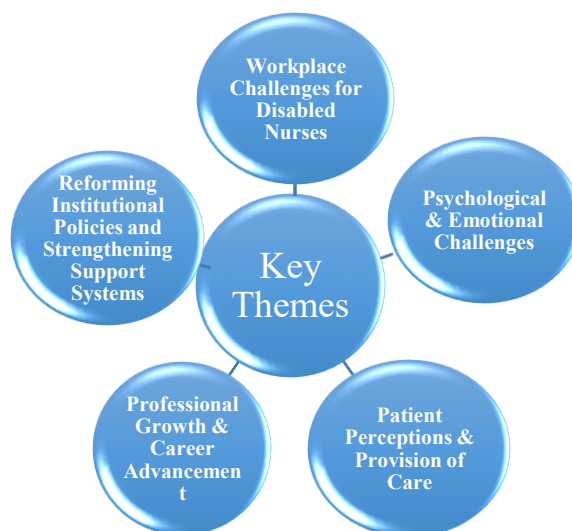 Workplace
Challenges for
Disabled
Nurses
Psychological
& Emotional
Challenges
Patient
Perceptions &
Provision of
Care
Professional
Growth &
Career
Advancemen
t
Reforming
Institutional
Policies and
Strengthening
Support
Systems
Key
Themes